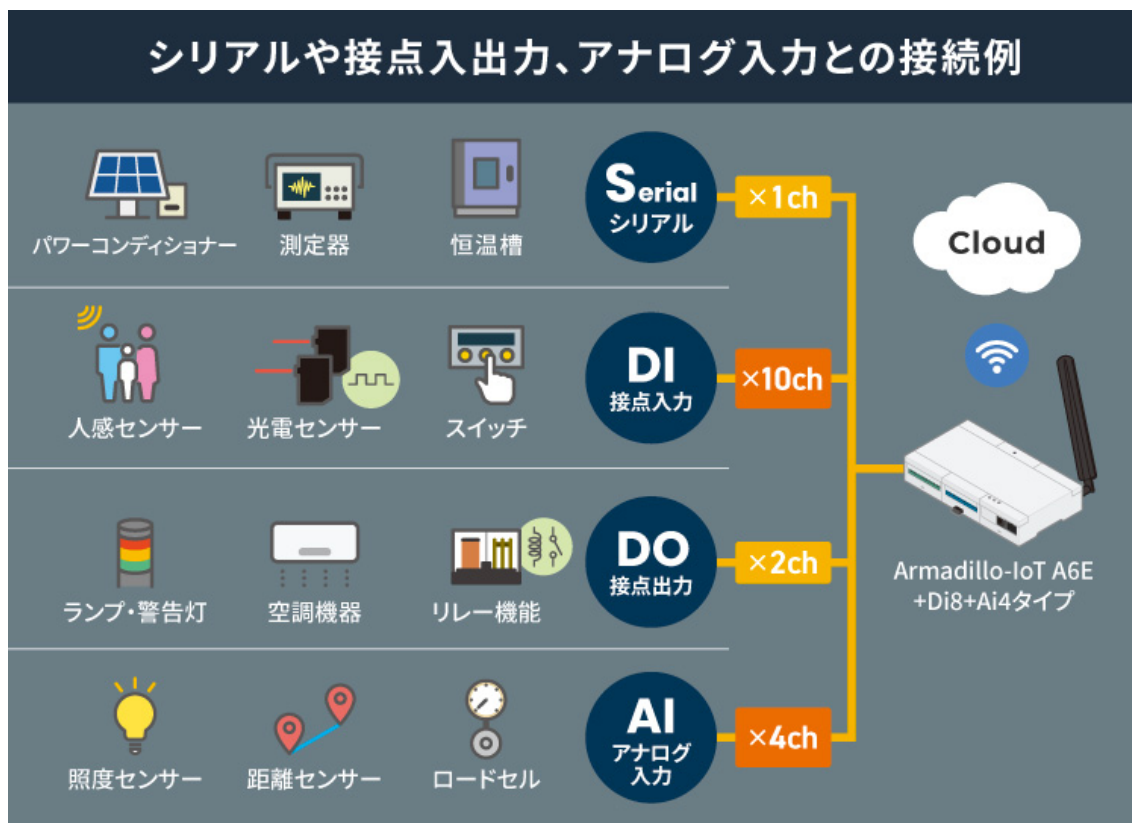 シリアルや接点入出力、アナログ入力との接続例
パワーコンディショナー
測定器
恒温槽
Serial
シリアル
×1ch
Cloud
人感センサー
光電センサー
スイッチ
DI
接点入力
×10ch
ランプ・警告灯
空調機器
リレー機能
DO
接点出力
×2ch
Armadillo-IoT A6E
+Di8+Ai4タイプ
照度センサー
距離センサー
ロードセル
AI
アナログ
入力
×4ch